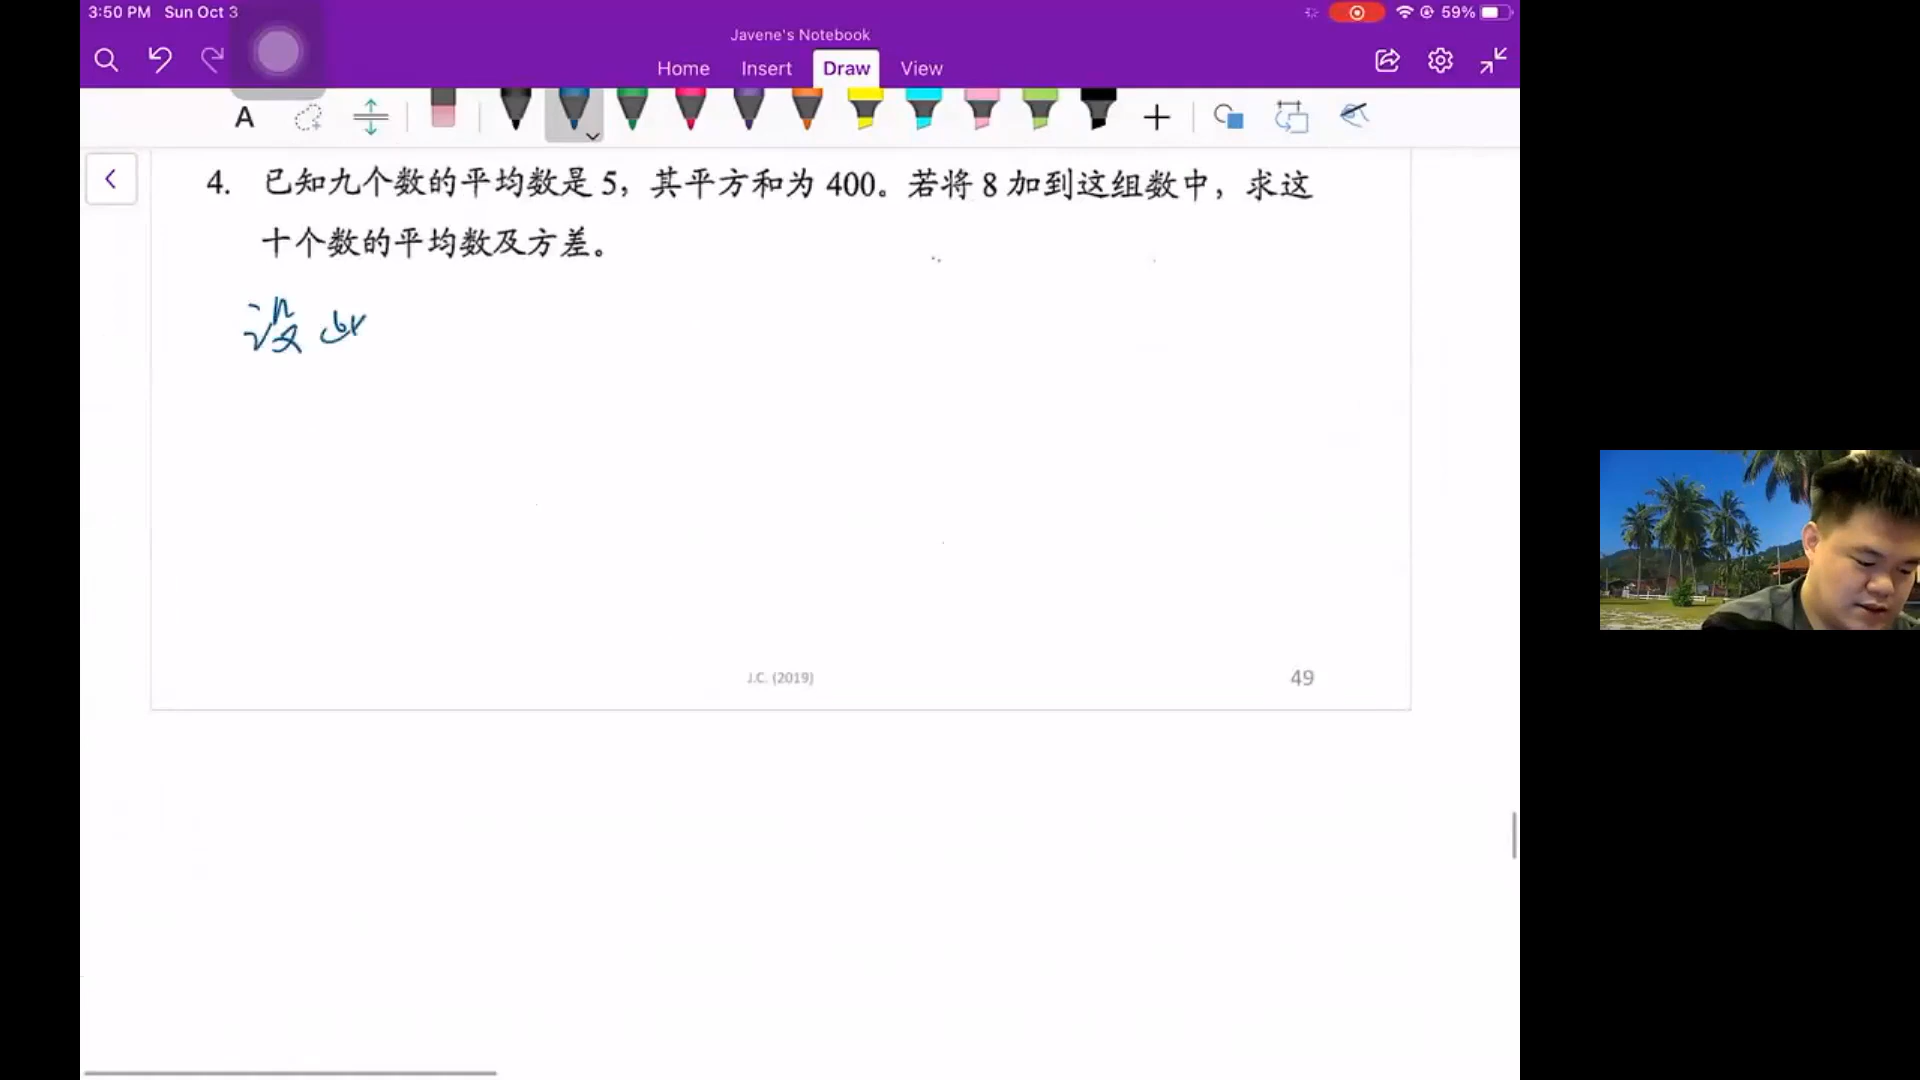 3:50 PM Sun Oct 3
59%
Javene's Notebook
Home Insert Draw View
A
4. 已知九个数的平均数是 5，其平方和为 400。若将 8 加到这组数中，求这
十个数的平均数及方差。
设
J.C. (2019)
49